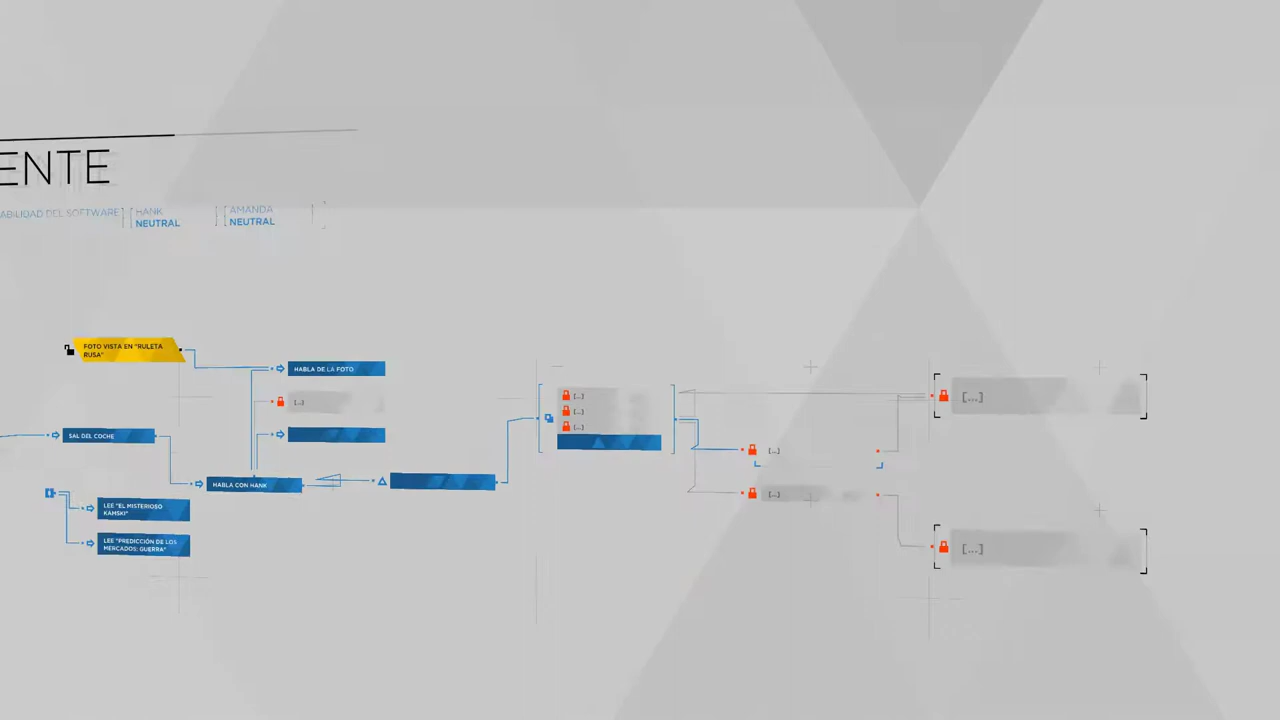 ENTE
ABILIDAD DEL SOFTWARE
HANK
NEUTRAL
AMANDA
NEUTRAL
FOTO VISTA EN "RULETA
RUSA"
HABLA DE LA FOTO
[...]
SAL DEL COCHE
HABLA CON HANK
LEE "EL MISTERIOSO
KAMSKI"
LEE "PREDICCIÓN DE LOS
MERCADOS: GUERRA"
[...]
[...]
[...]
[...]
[...]
[...]
[...]